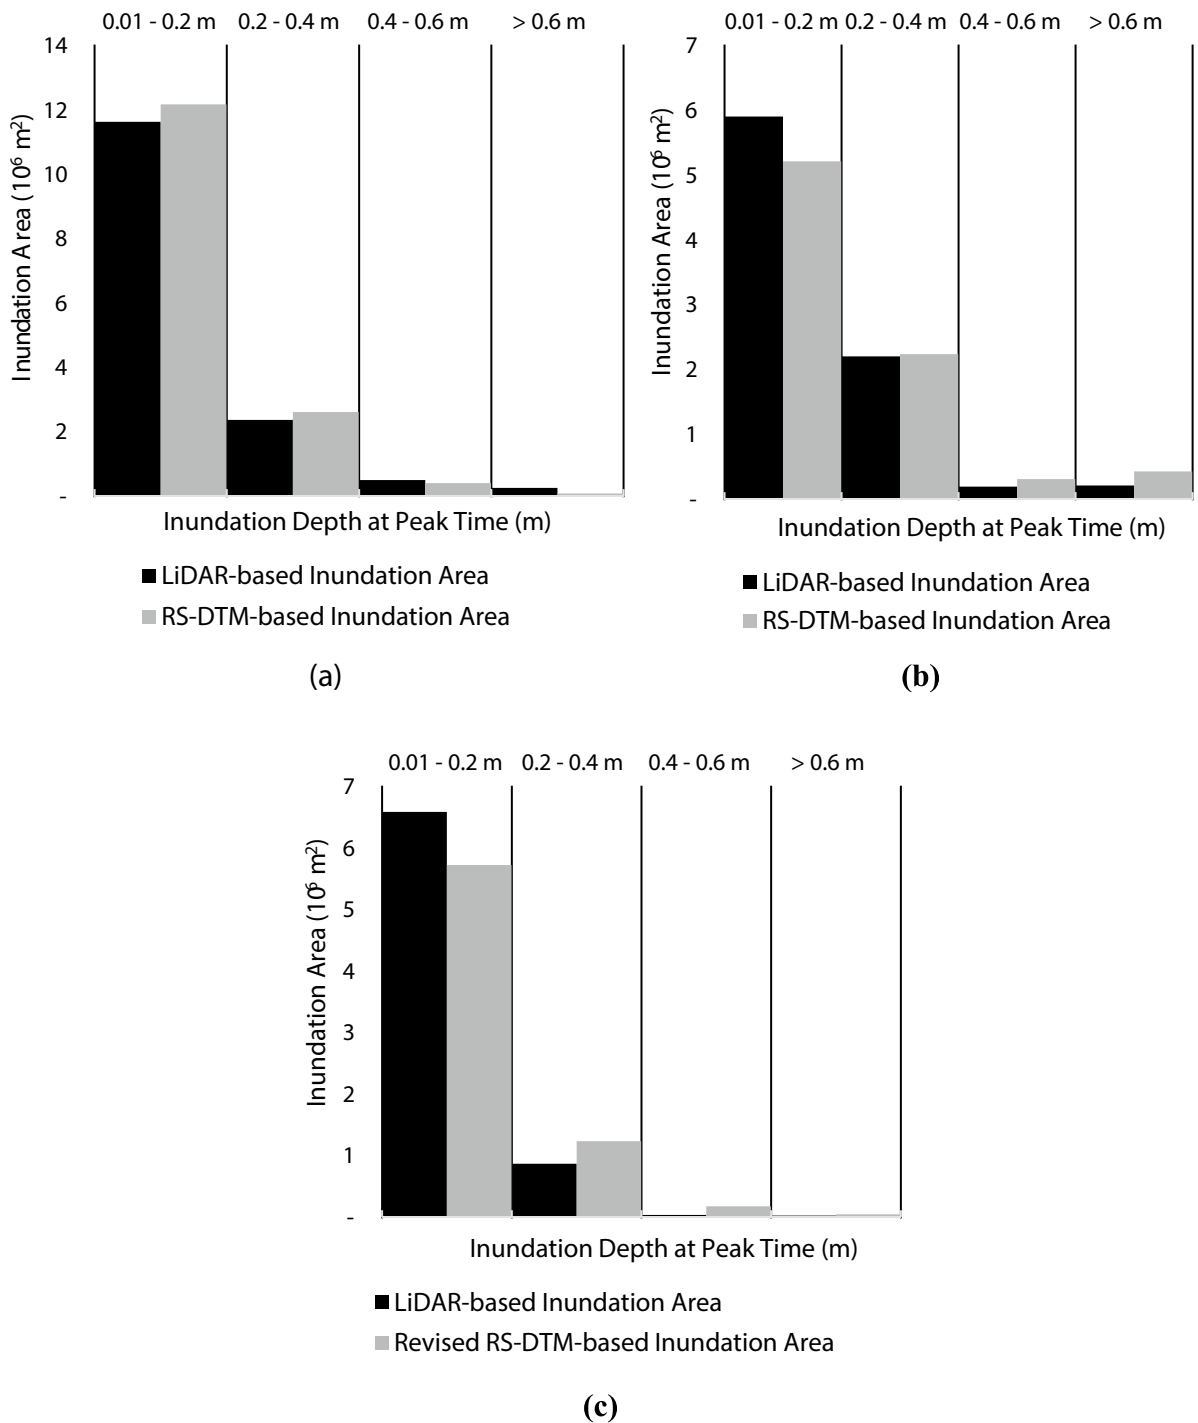 0.01 - 0.2 m 0.2 - 0.4 m 0.4 - 0.6 m > 0.6 m
14
12
10
8
6
4
2
-
Inundation Area (10⁶ m²)
Inundation Depth at Peak Time (m)
LiDAR-based Inundation Area
RS-DTM-based Inundation Area
(a)
0.01 - 0.2 m 0.2 - 0.4 m 0.4 - 0.6 m > 0.6 m
7
6
5
4
3
2
1
-
Inundation Area (10⁶ m²)
Inundation Depth at Peak Time (m)
LiDAR-based Inundation Area
RS-DTM-based Inundation Area
(b)
0.01 - 0.2 m 0.2 - 0.4 m 0.4 - 0.6 m > 0.6 m
7
6
5
4
3
2
1
-
Inundation Area (10⁶ m²)
Inundation Depth at Peak Time (m)
LiDAR-based Inundation Area
Revised RS-DTM-based Inundation Area
(c)